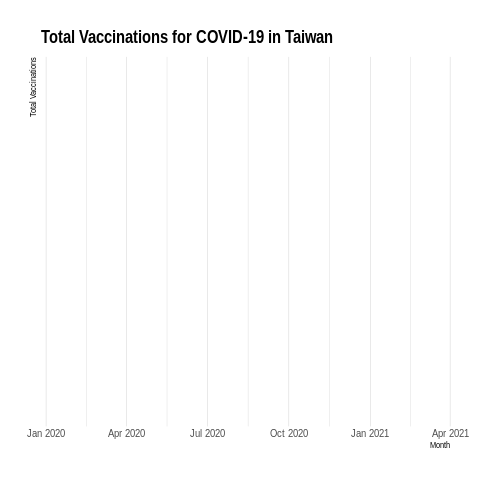 Total Vaccinations for COVID-19 in Taiwan
Total Vaccinations
Jan 2020 Apr 2020 Jul 2020 Oct 2020 Jan 2021 Apr 2021
Month